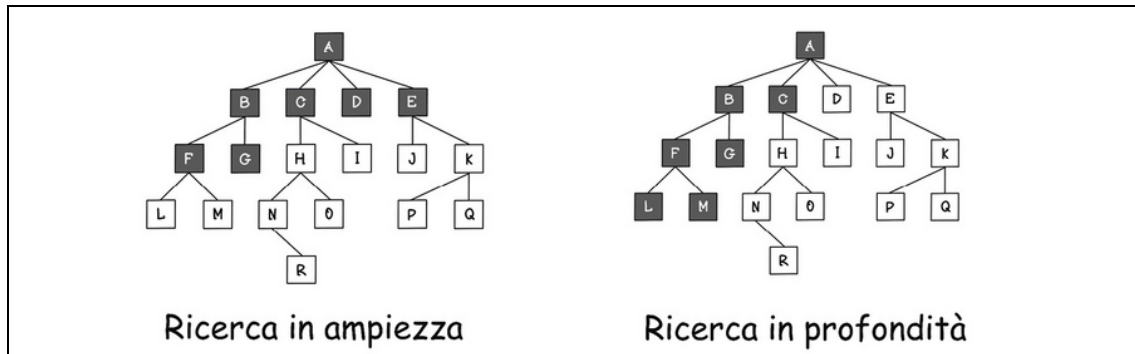 A
B C D E
F G H I J K
L M N O P Q
R
Ricerca in ampiezza
A
B C D E
F G H I J K
L M N O P Q
R
Ricerca in profondità